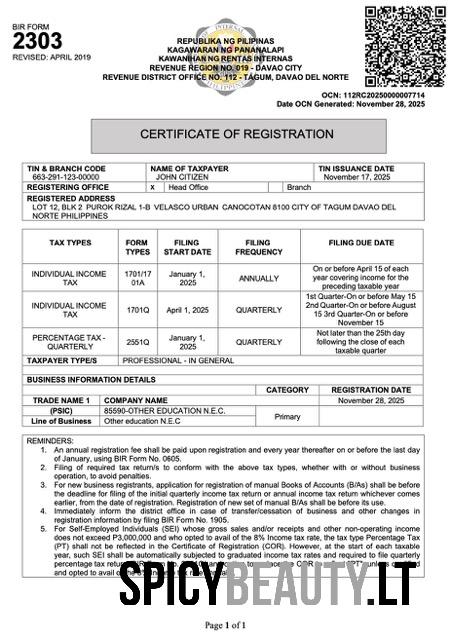 BIR FORM
2303
REVISED: APRIL 2019
REPUBLIKA NG PILIPINAS
KAGAWARAN NG PANANALAPI
KAWANIHAN NG RENTAS INTERNAS
REVENUE REGION NO. 019 - DAVAO CITY
REVENUE DISTRICT OFFICE NO. 112 - TAGUM, DAVAO DEL NORTE
OCN: 112RC20250000007714
Date OCN Generated: November 28, 2025
CERTIFICATE OF REGISTRATION
TIN & BRANCH CODE NAME OF TAXPAYER TIN ISSUANCE DATE
663-291-123-00000 JOHN CITIZEN November 17, 2025
REGISTERING OFFICE X Head Office Branch
REGISTERED ADDRESS
LOT 12, BLK 2 PUROK RIZAL 1-B VELASCO URBAN CANOCOTAN 8100 CITY OF TAGUM DAVAO DEL
NORTE PHILIPPINES
TAX TYPES FORM TYPES FILING START DATE FILING FREQUENCY FILING DUE DATE
INDIVIDUAL INCOME TAX 1701/1701A January 1, 2025 ANNUALLY On or before April 15 of each year covering income for the preceding taxable year
INDIVIDUAL INCOME TAX 1701Q April 1, 2025 QUARTERLY 1st Quarter-On or before May 15 2nd Quarter-On or before August 15 3rd Quarter-On or before November 15
PERCENTAGE TAX - QUARTERLY 2551Q January 1, 2025 QUARTERLY Not later than the 25th day following the close of each taxable quarter
TAXPAYER TYPE/S PROFESSIONAL - IN GENERAL
BUSINESS INFORMATION DETAILS
CATEGORY REGISTRATION DATE
TRADE NAME 1 COMPANY NAME November 28, 2025
(PSIC) 85590-OTHER EDUCATION N.E.C. Primary
Line of Business Other education N.E.C
REMINDERS:
1. An annual registration fee shall be paid upon registration and every year thereafter on or before the last day
of January, using BIR Form No. 0605.
2. Filing of required tax return/s to conform with the above tax types, whether with or without business
operation, to avoid penalties.
3. For new business registrants, application for registration of manual Books of Accounts (B/As) shall be before
the deadline for filing of the initial quarterly income tax return or annual income tax return whichever comes
earlier, from the date of registration. Registration of new set of manual B/As shall be before its use.
4. Immediately inform the district office in case of transfer/cessation of business and other changes in
registration information by filing BIR Form No. 1905.
5. For Self-Employed Individuals (SEI) whose gross sales and/or receipts and other non-operating income
does not exceed P3,000,000 and who opted to avail of the 8% Income tax rate, the tax type Percentage Tax
(PT) shall not be reflected in the Certificate of Registration (COR). However, at the start of each taxable
year, such SEI shall be automatically subjected to graduated income tax rates and required to file quarterly
percentage tax return
and opted to avail of the 8%
SPICYBEAUTY.LT
Page 1 of 1